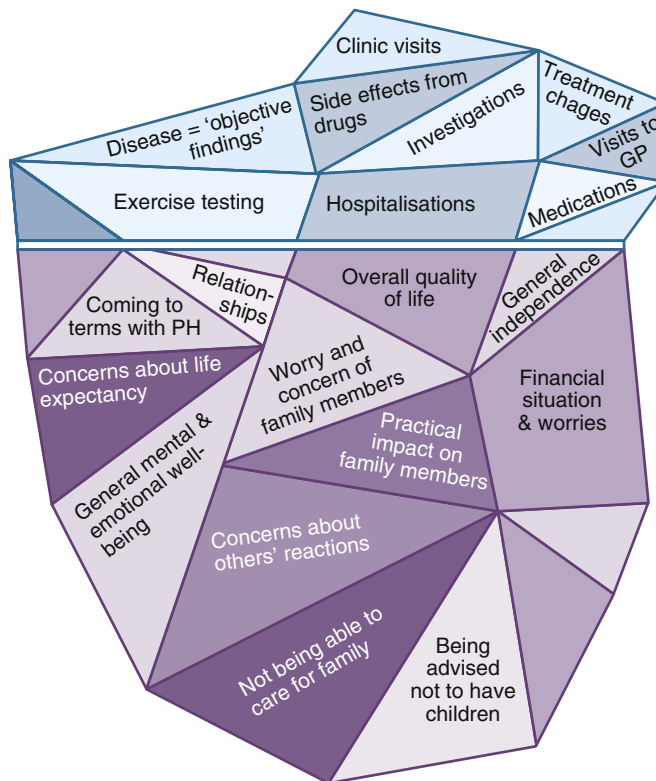 Clinic visits
Disease = ‘objective
findings’
Side effects from
drugs
Investigations
Treatment
chages
Visits to
GP
Exercise testing
Hospitalisations
Medications
Coming to
terms with PH
Relation-
ships
Overall quality
of life
General
independence
Concerns about life
expectancy
Worry and
concern of
family members
Financial
situation
& worries
General mental &
emotional well-
being
Practical
impact on
family members
Concerns about
others’ reactions
Not being able to
care for family
Being
advised
not to have
children